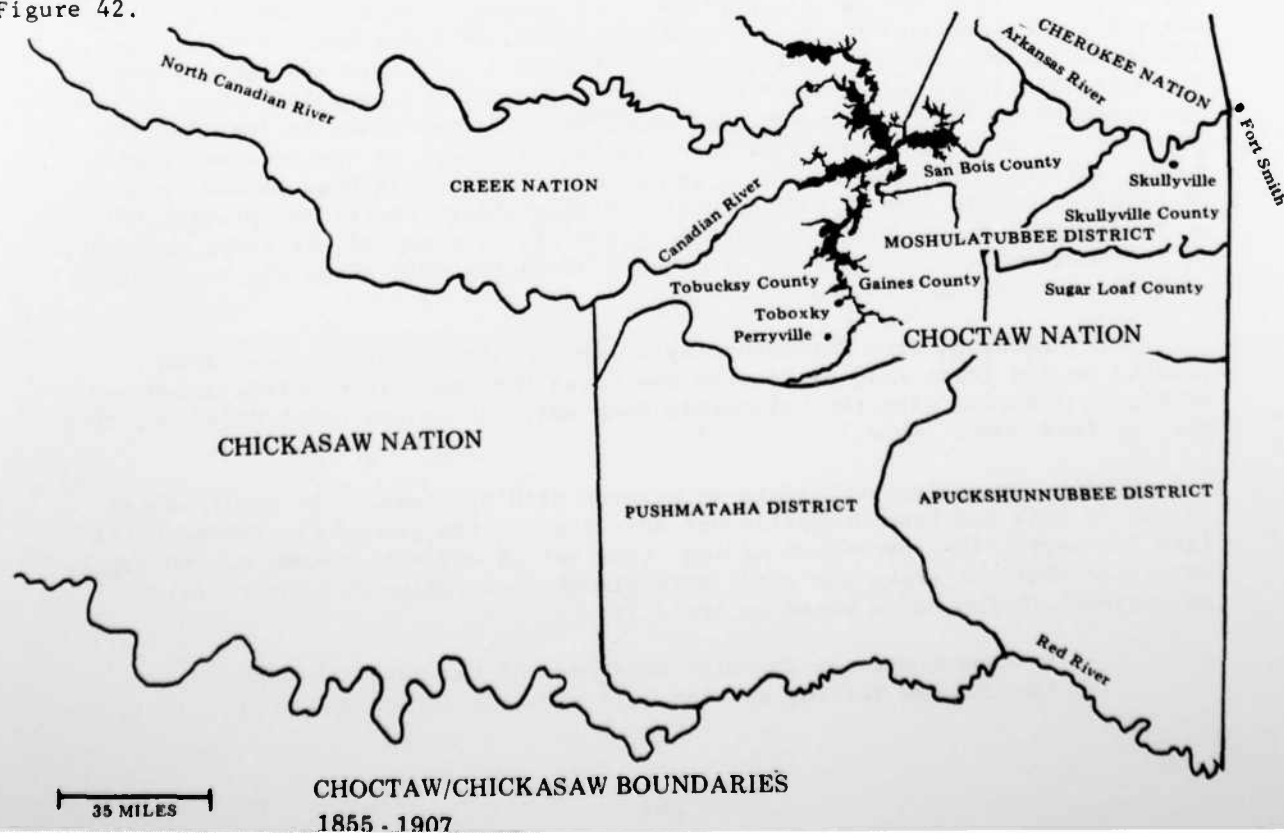 Figure 42.
CHEROKEE NATION
Arkansas River
North Canadian River
Fort Smith
San Bois County
CREEK NATION
Skullyville
Canadian River
Skullyville County
MOSHULATUBBEE DISTRICT
Tobucksy County
Gaines County
Sugar Loaf County
Toboxky
Perryville
CHOCTAW NATION
CHICKASAW NATION
PUSHMATAHA DISTRICT
APUCKSHUNNUBBEE DISTRICT
Red River
35 MILES
CHOCTAW/CHICKASAW BOUNDARIES
1855 - 1907